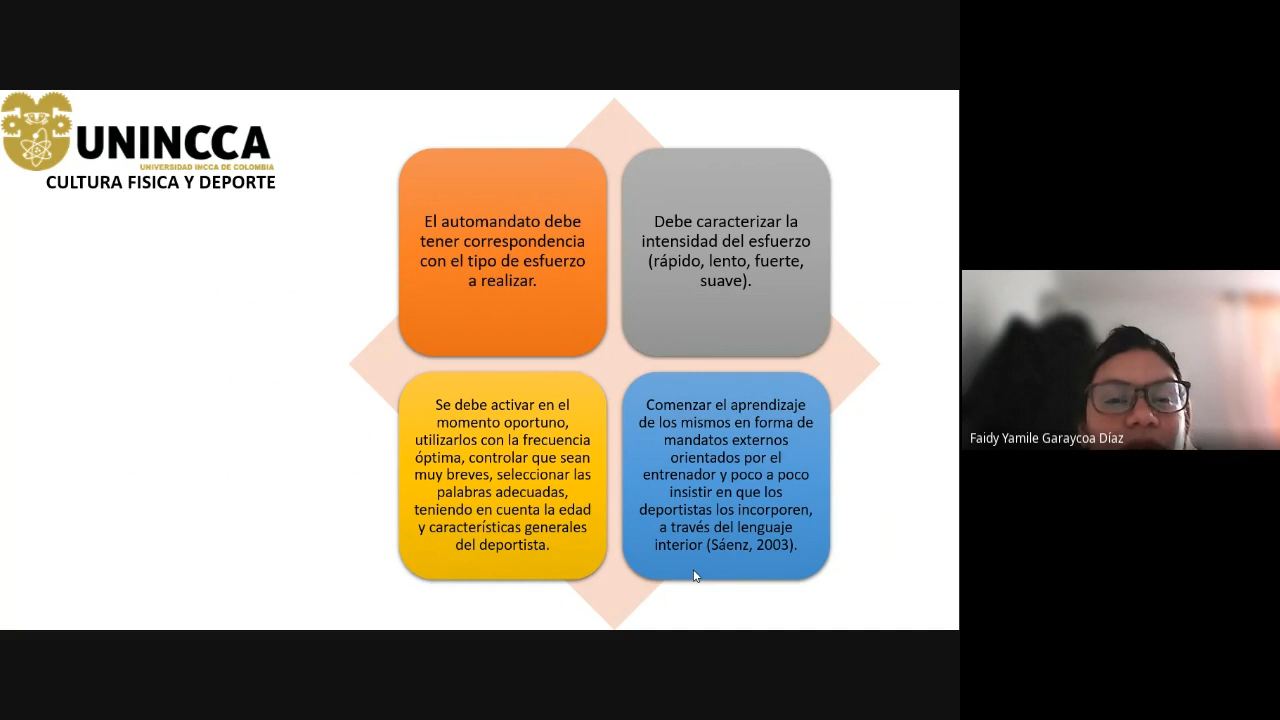 UNINCCA
UNIVERSIDAD INCCA DE COLOMBIA
CULTURA FISICA Y DEPORTE
El automandato debe
tener correspondencia
con el tipo de esfuerzo
a realizar.
Debe caracterizar la
intensidad del esfuerzo
(rápido, lento, fuerte,
suave).
Se debe activar en el
momento oportuno,
utilizarlos con la frecuencia
óptima, controlar que sean
muy breves, seleccionar las
palabras adecuadas,
teniendo en cuenta la edad
y características generales
del deportista.
Comenzar el aprendizaje
de los mismos en forma de
mandatos externos
orientados por el
entrenador y poco a poco
insistir en que los
deportistas los incorporen,
a través del lenguaje
interior (Sáenz, 2003).
Faidy Yamile Garaycoa Díaz